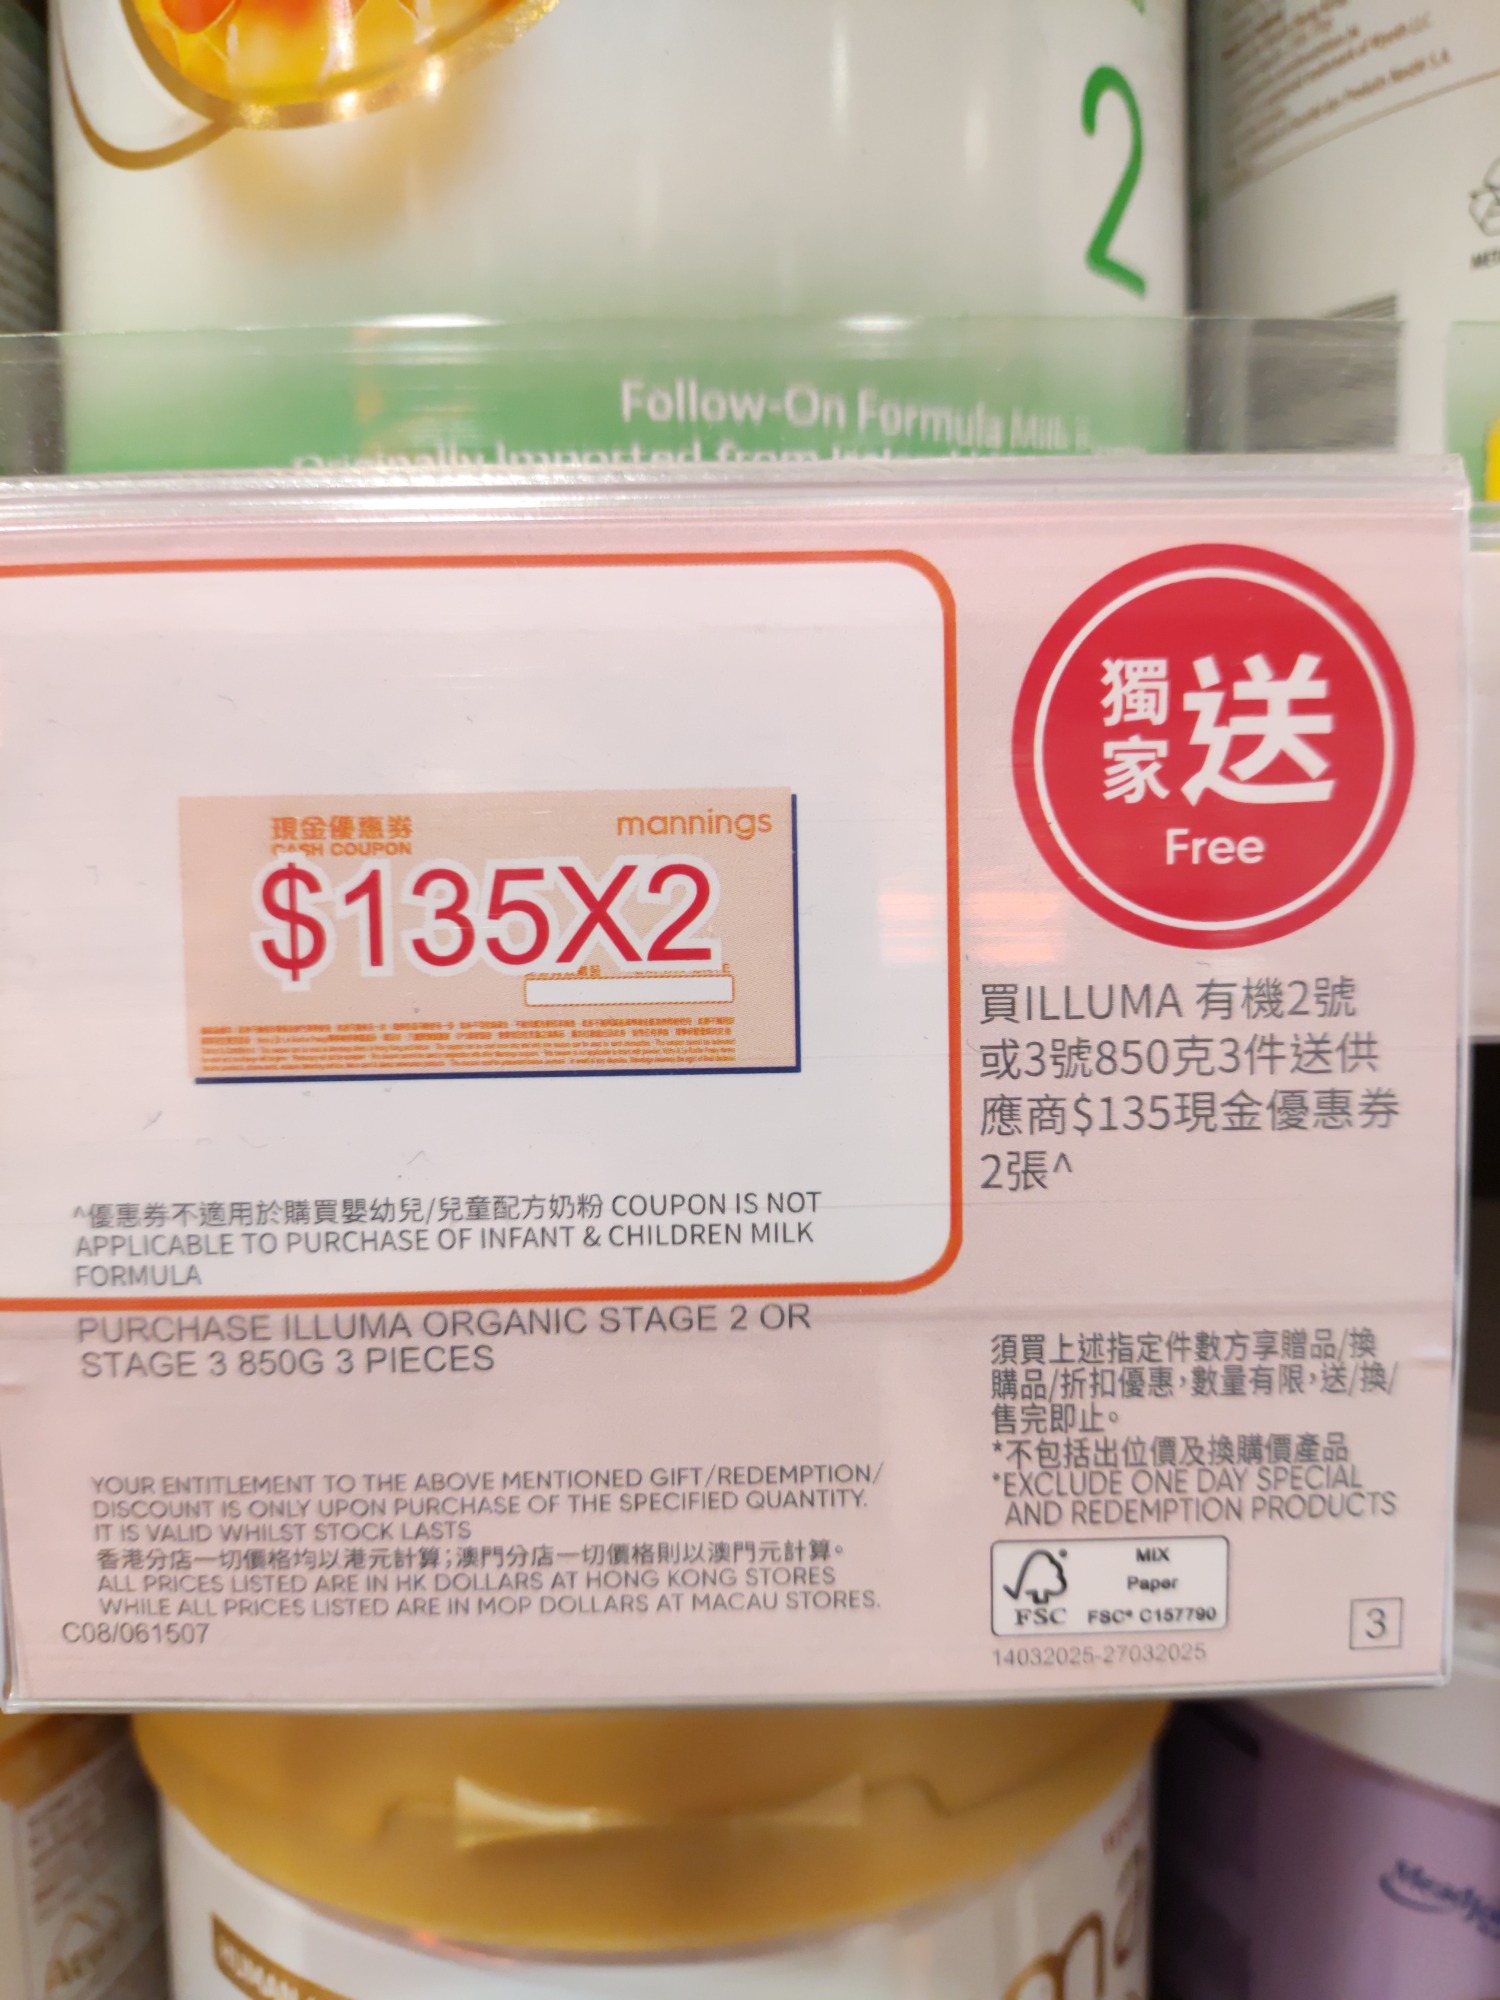 2
Follow-On Formula Milk
Originally Imported from
獨家送
Free
現金優惠券
CASH COUPON
mannings
$135X2
買ILLUMA 有機2號
或3號850克3件送供
應商$135現金優惠券
2張^
^優惠券不適用於購買嬰幼兒/兒童配方奶粉 COUPON IS NOT
APPLICABLE TO PURCHASE OF INFANT & CHILDREN MILK
FORMULA
PURCHASE ILLUMA ORGANIC STAGE 2 OR
STAGE 3 850G 3 PIECES
須買上述指定件數方享贈品/換
購品/折扣優惠,數量有限,送/換/
售完即止。
*不包括出位價及換購價產品
*EXCLUDE ONE DAY SPECIAL
AND REDEMPTION PRODUCTS
YOUR ENTITLEMENT TO THE ABOVE MENTIONED GIFT/REDEMPTION/
DISCOUNT IS ONLY UPON PURCHASE OF THE SPECIFIED QUANTITY.
IT IS VALID WHILST STOCK LASTS
香港分店一切價格均以港元計算;澳門分店一切價格則以澳門元計算。
ALL PRICES LISTED ARE IN HK DOLLARS AT HONG KONG STORES
WHILE ALL PRICES LISTED ARE IN MOP DOLLARS AT MACAU STORES.
C08/061507
FSC
MIX
Paper
FSC® C157790
14032025-27032025
3